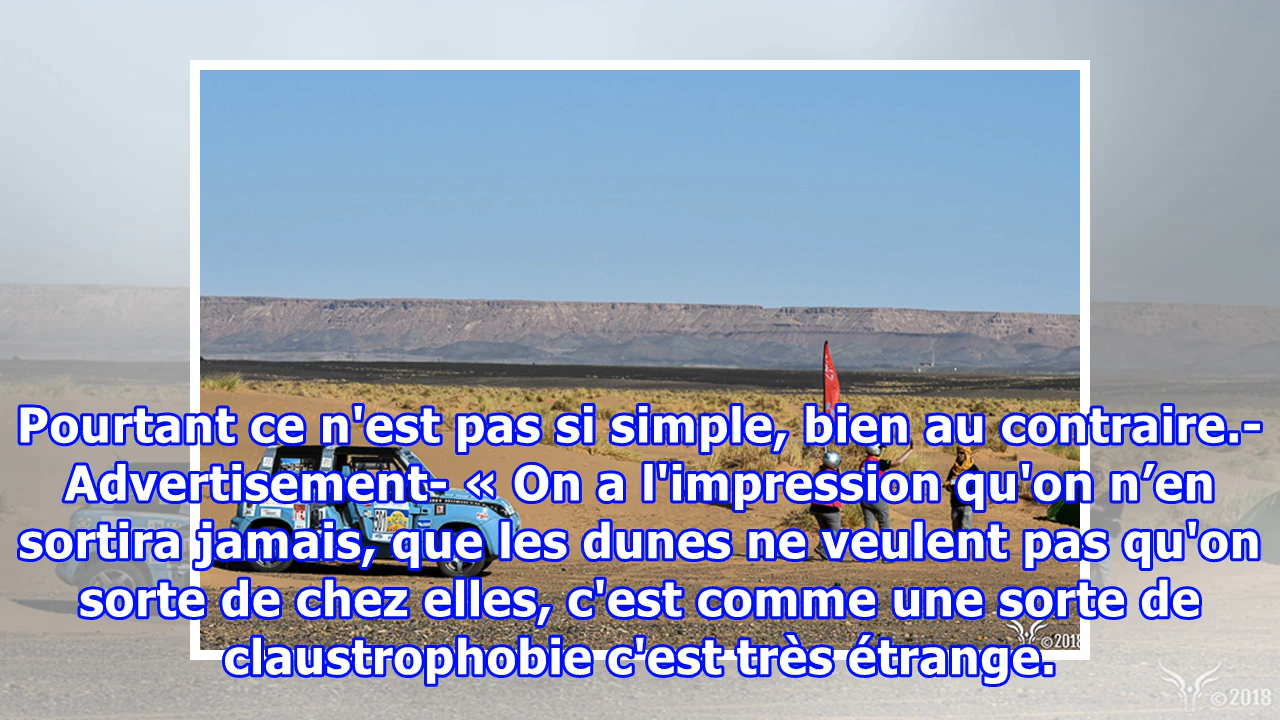 Pourtant ce n'est pas si simple, bien au contraire.-
Advertisement- « On a l'impression qu'on n’en
sortira jamais, que les dunes ne veulent pas qu'on
sorte de chez elles, c'est comme une sorte de
claustrophobie c'est très étrange.
501
©2018
©2018